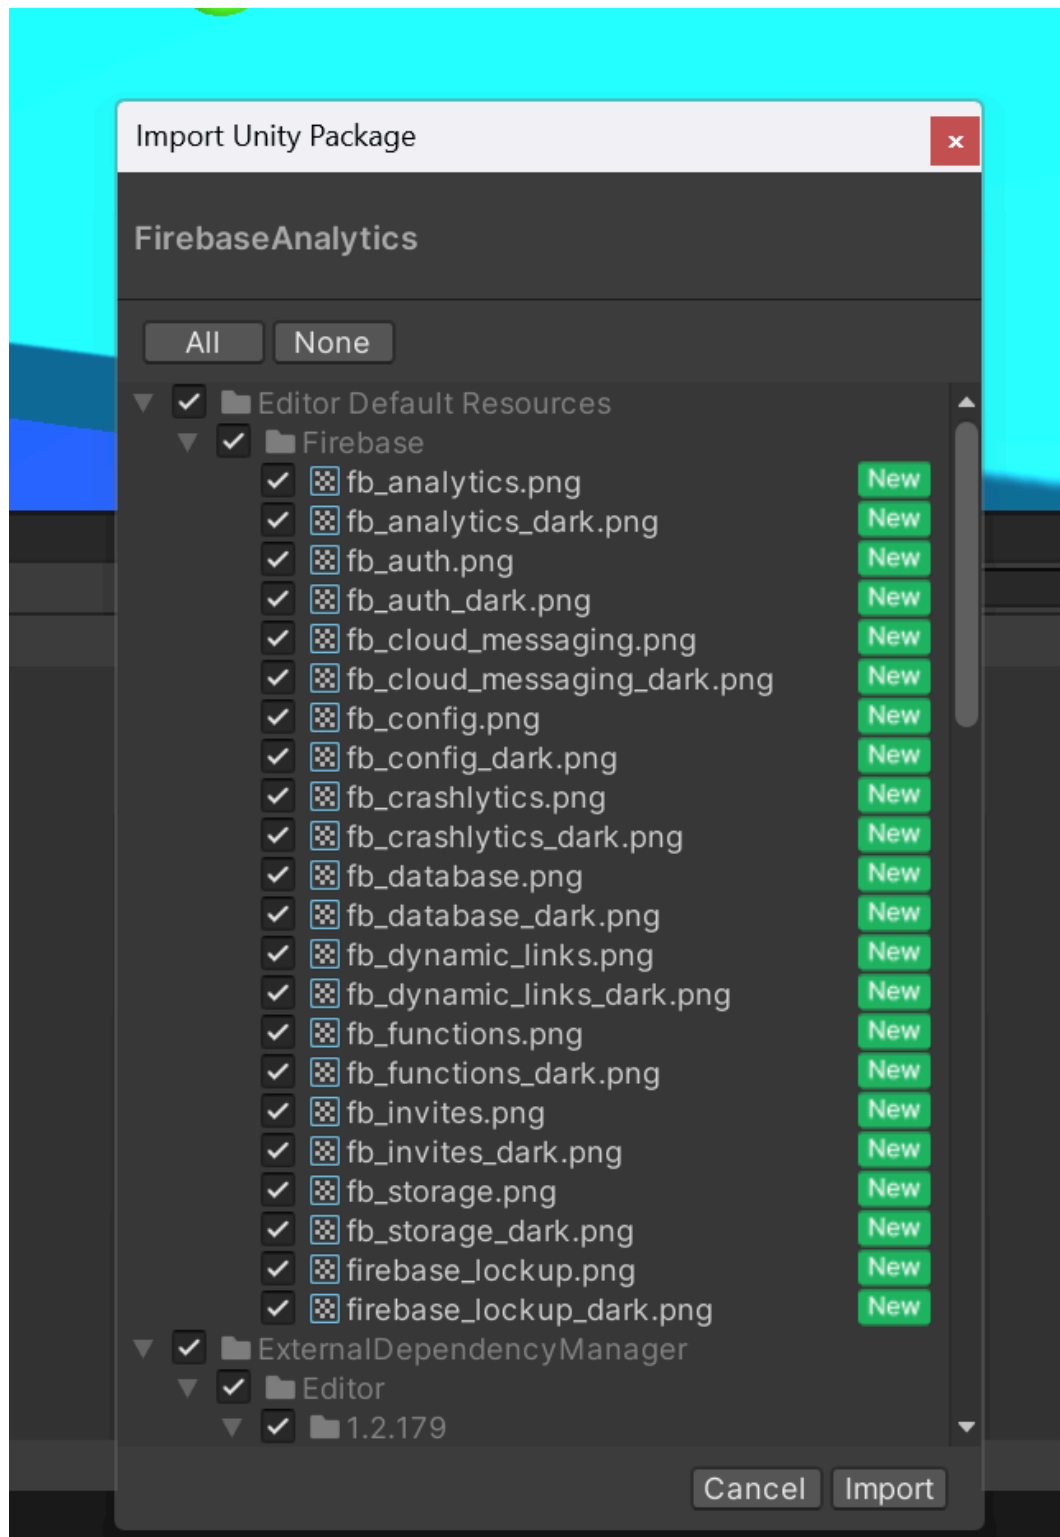 Import Unity Package
x
FirebaseAnalytics
All None
Editor Default Resources
Firebase
fb_analytics.png New
fb_analytics_dark.png New
fb_auth.png New
fb_auth_dark.png New
fb_cloud_messaging.png New
fb_cloud_messaging_dark.png New
fb_config.png New
fb_config_dark.png New
fb_crashlytics.png New
fb_crashlytics_dark.png New
fb_database.png New
fb_database_dark.png New
fb_dynamic_links.png New
fb_dynamic_links_dark.png New
fb_functions.png New
fb_functions_dark.png New
fb_invites.png New
fb_invites_dark.png New
fb_storage.png New
fb_storage_dark.png New
firebase_lockup.png New
firebase_lockup_dark.png New
ExternalDependencyManager
Editor
1.2.179
Cancel Import